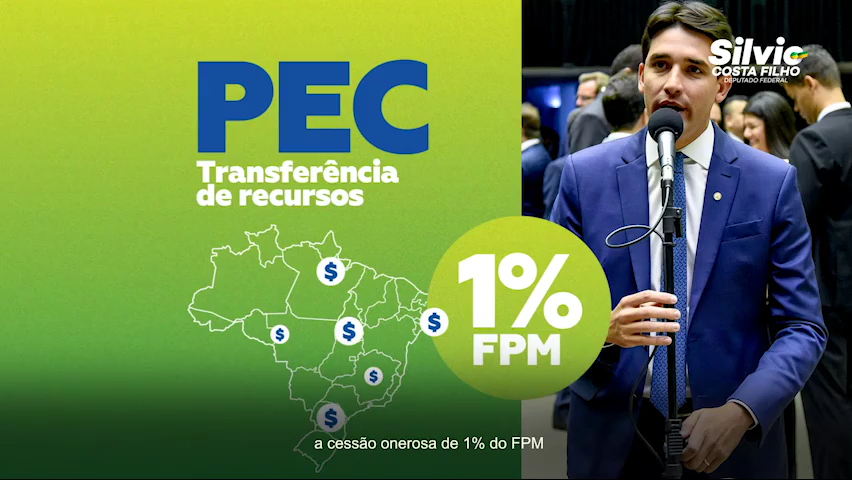 PEC
Transferência
de recursos
1%
FPM
$
$
$
$
$
$
Silvio
COSTA FILHO
DEPUTADO FEDERAL
a cessão onerosa de 1% do FPM